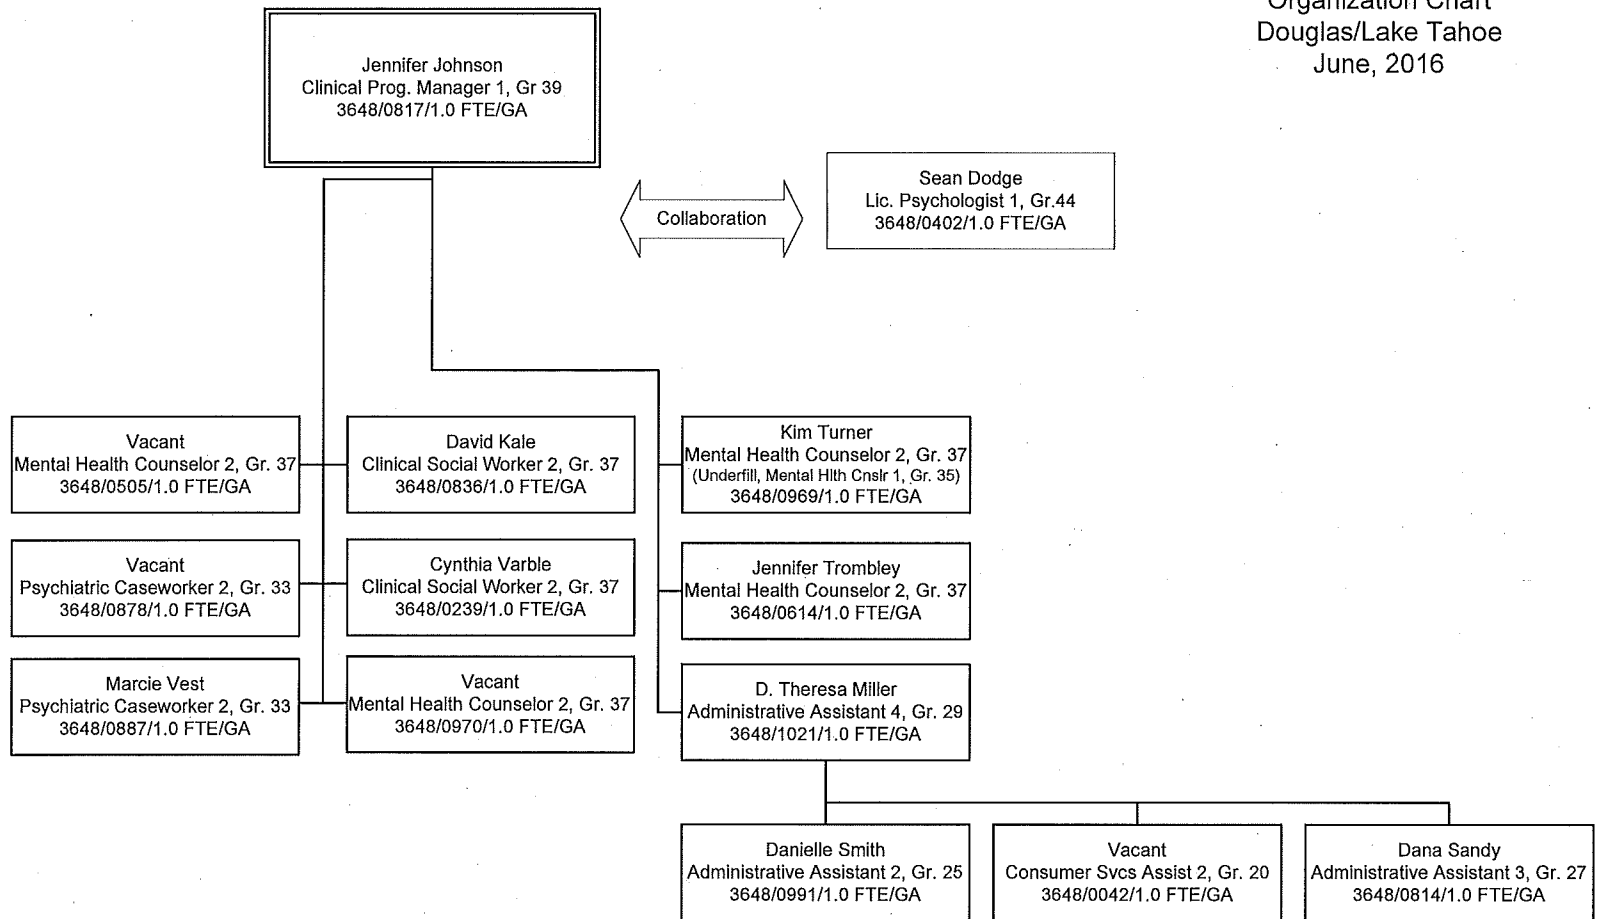 Organization Chart
Douglas/Lake Tahoe
June, 2016
Jennifer Johnson
Clinical Prog. Manager 1, Gr 39
3648/0817/1.0 FTE/GA
Collaboration
Sean Dodge
Lic. Psychologist 1, Gr.44
3648/0402/1.0 FTE/GA
Vacant
Mental Health Counselor 2, Gr. 37
3648/0505/1.0 FTE/GA
David Kale
Clinical Social Worker 2, Gr. 37
3648/0836/1.0 FTE/GA
Kim Turner
Mental Health Counselor 2, Gr. 37
(Underfill, Mental Hlth Cnslr 1, Gr. 35)
3648/0969/1.0 FTE/GA
Vacant
Psychiatric Caseworker 2, Gr. 33
3648/0878/1.0 FTE/GA
Cynthia Varble
Clinical Social Worker 2, Gr. 37
3648/0239/1.0 FTE/GA
Jennifer Trombley
Mental Health Counselor 2, Gr. 37
3648/0614/1.0 FTE/GA
Marcie Vest
Psychiatric Caseworker 2, Gr. 33
3648/0887/1.0 FTE/GA
Vacant
Mental Health Counselor 2, Gr. 37
3648/0970/1.0 FTE/GA
D. Theresa Miller
Administrative Assistant 4, Gr. 29
3648/1021/1.0 FTE/GA
Danielle Smith
Administrative Assistant 2, Gr. 25
3648/0991/1.0 FTE/GA
Vacant
Consumer Svcs Assist 2, Gr. 20
3648/0042/1.0 FTE/GA
Dana Sandy
Administrative Assistant 3, Gr. 27
3648/0814/1.0 FTE/GA